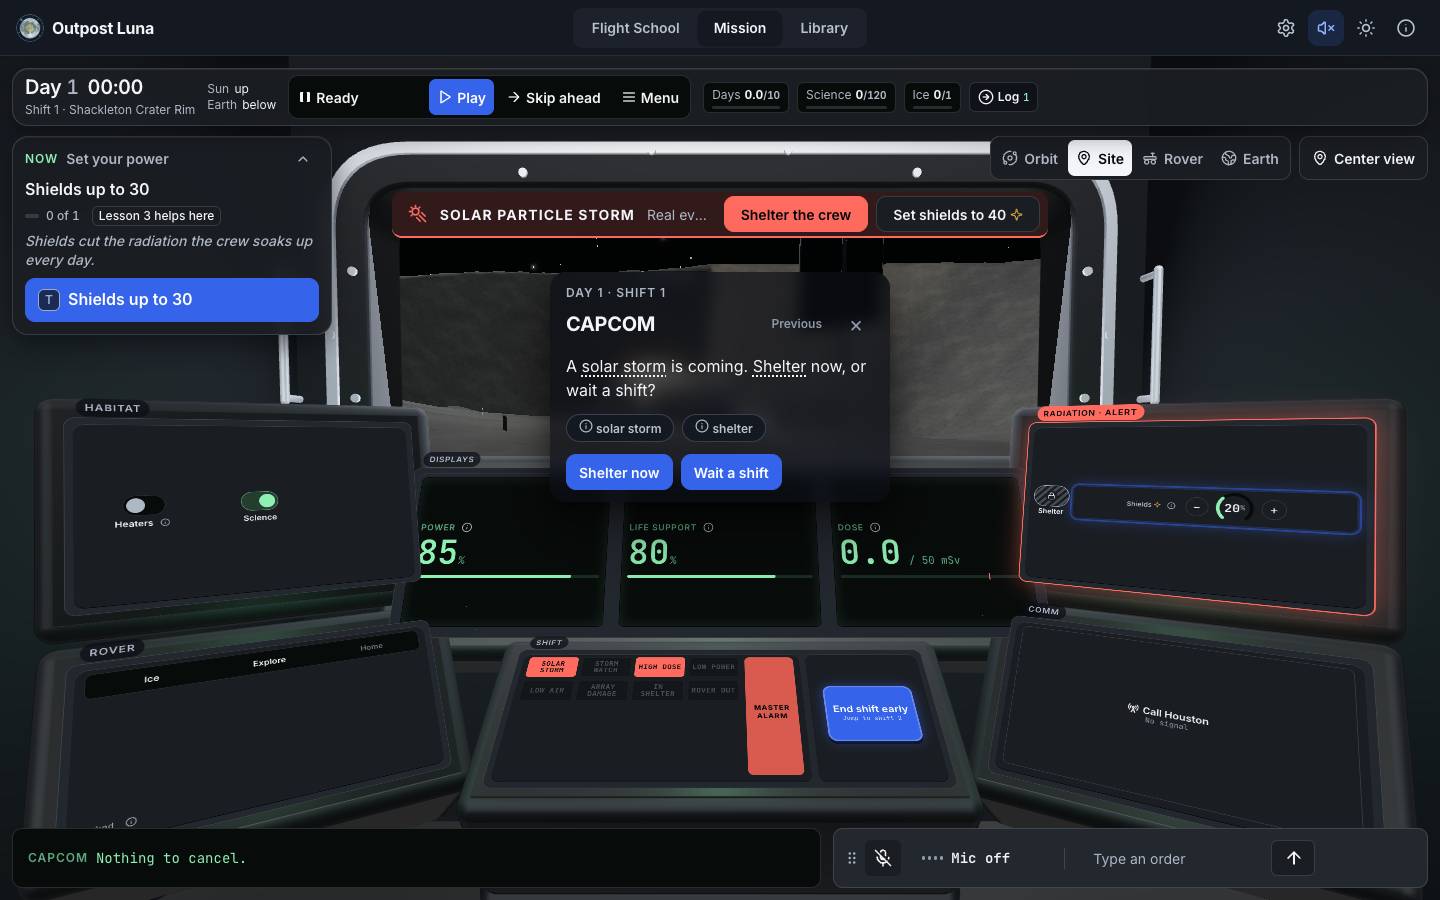 Outpost Luna
Flight School
Mission
Library
Day 1 00:00
Shift 1 · Shackleton Crater Rim
Sun up
Earth below
Ready
Play
Skip ahead
Menu
Days 0.0/10
Science 0/120
Ice 0/1
Log 1
NOW Set your power
Shields up to 30
0 of 1
Lesson 3 helps here
Shields cut the radiation the crew soaks up
every day.
T Shields up to 30
Orbit
Site
Rover
Earth
Center view
SOLAR PARTICLE STORM
Real ev...
Shelter the crew
Set shields to 40
DAY 1 · SHIFT 1
CAPCOM
Previous
A solar storm is coming. Shelter now, or
wait a shift?
solar storm
shelter
Shelter now
Wait a shift
HABITAT
Heaters
Science
DISPLAYS
POWER
85%
LIFE SUPPORT
80%
DOSE
0.0 / 50 mSv
RADIATION · ALERT
Shelter
Shields
20%
COMM
Call Houston
No signal
ROVER
Ice
Explore
Home
SHIFT
SOLAR STORM
STORM WATCH
HIGH DOSE
LOW POWER
LOW AIR
ARRAY DAMAGE
IN SHELTER
ROVER OUT
MASTER ALARM
End shift early
Jump to shift 2
CAPCOM Nothing to cancel.
Mic off
Type an order